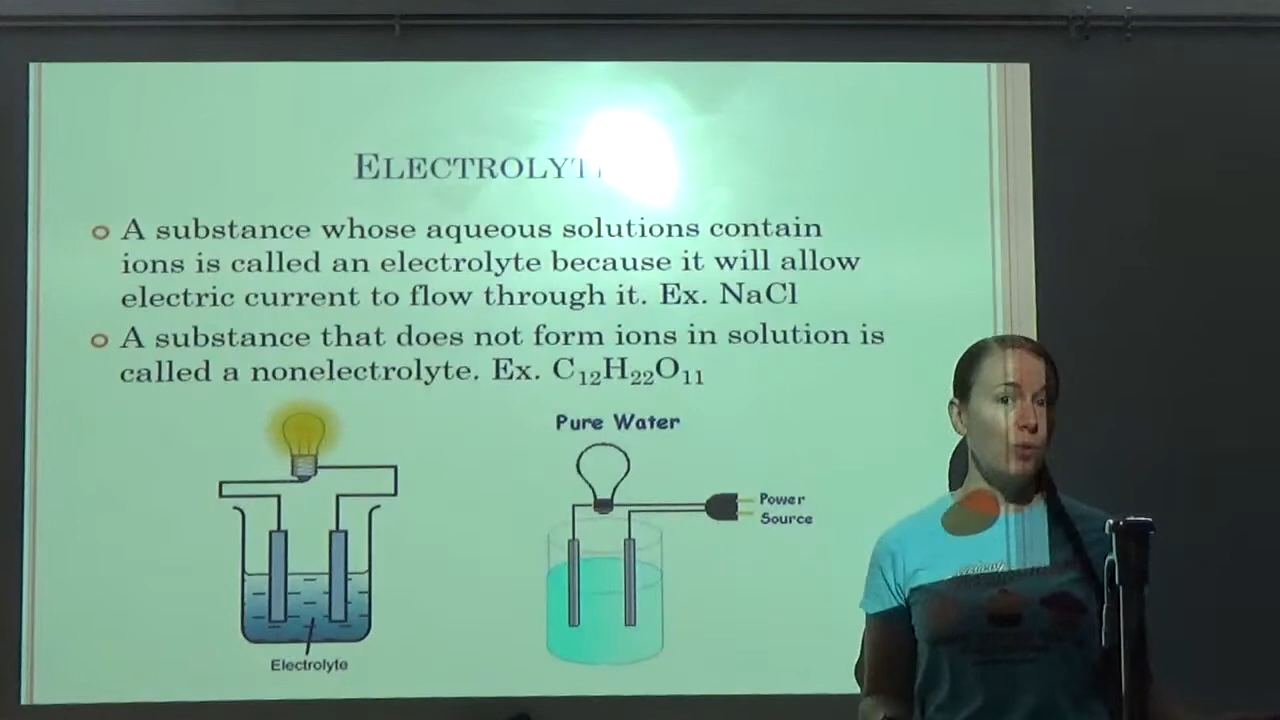 A substance whose aqueous solutions contain
ions is called an electrolyte because it will allow
electric current to flow through it. Ex. NaCl
A substance that does not form ions in solution is
called a nonelectrolyte. Ex. C₁₂H₂₂O₁₁
Pure Water
Power
Source
Electrolyte